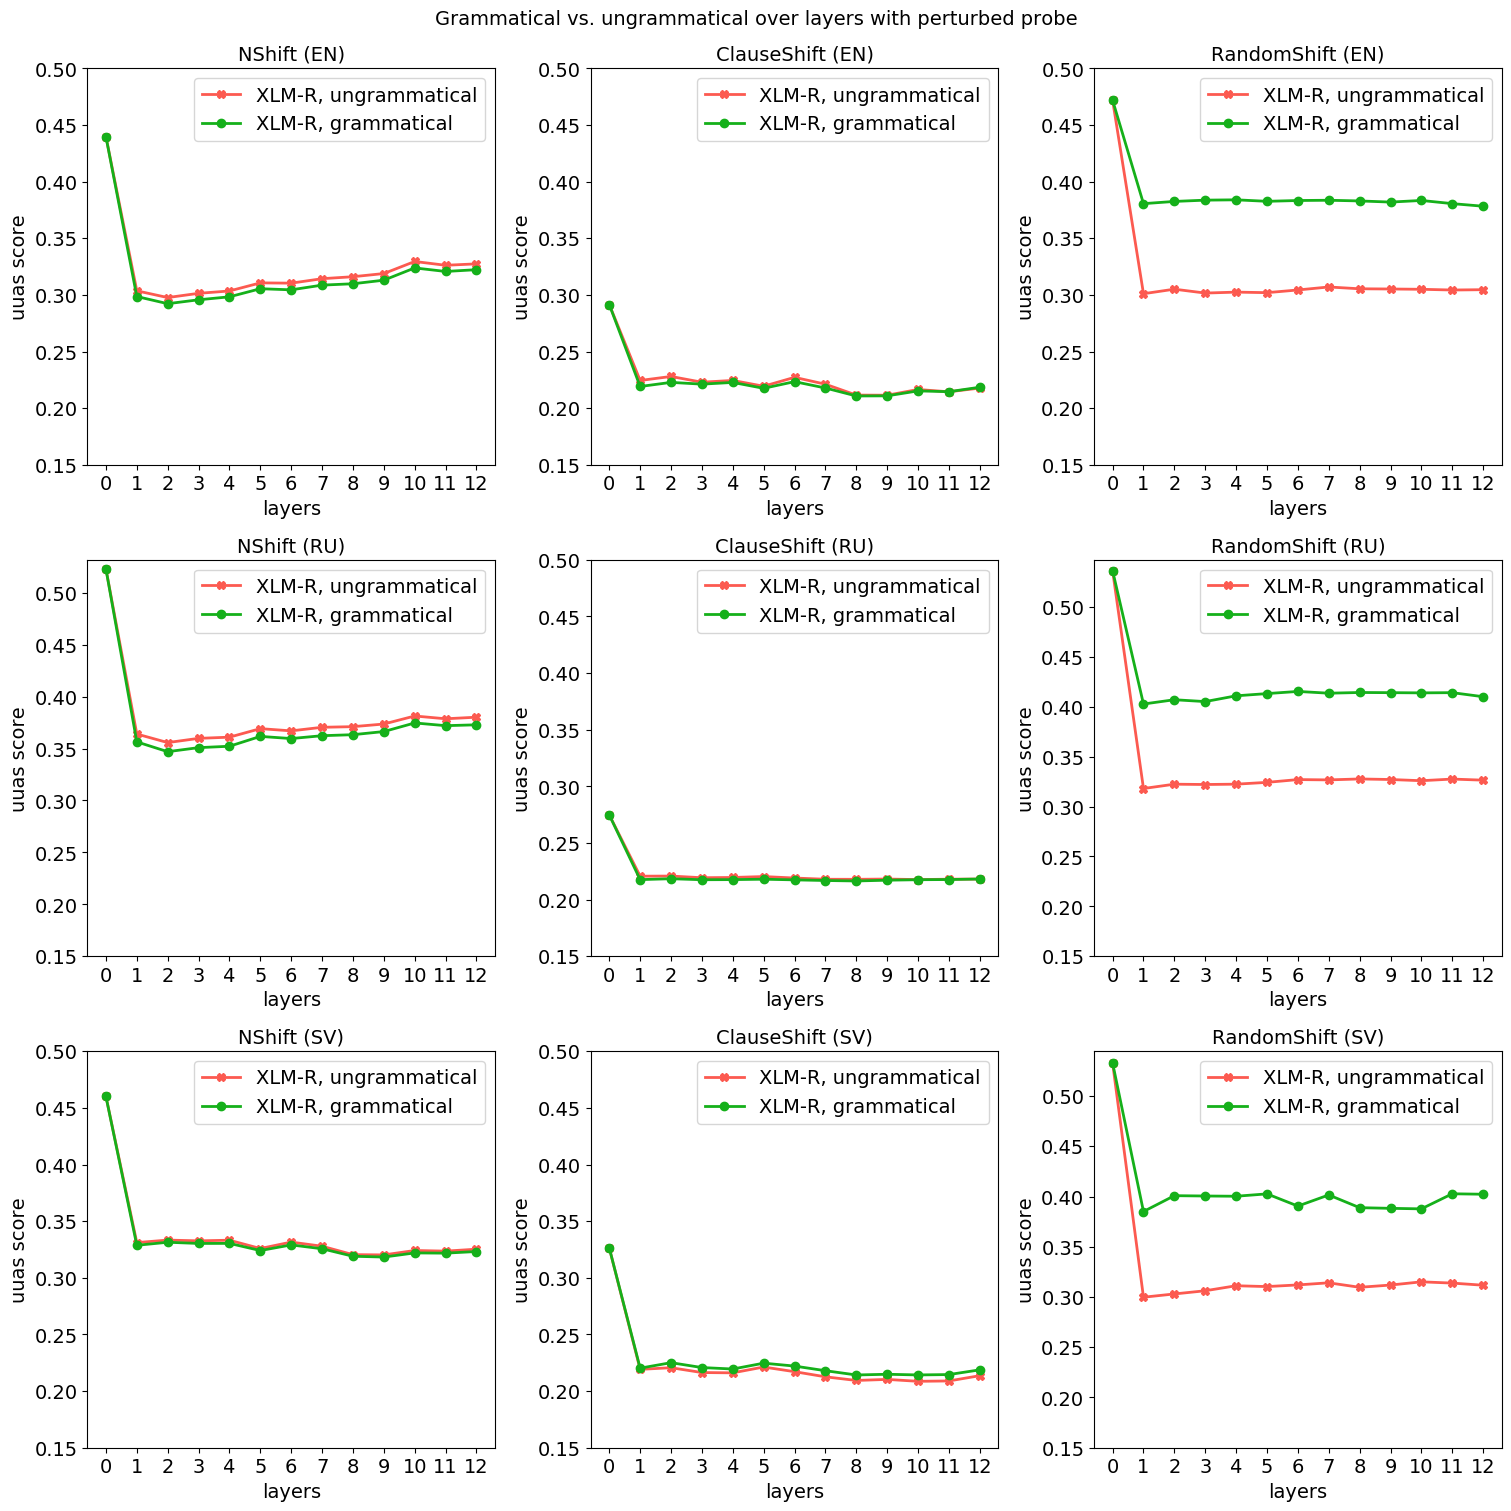 Grammatical vs. ungrammatical over layers with perturbed probe
NShift (EN)
XLM-R, ungrammatical
XLM-R, grammatical
uuas score
0.50
0.45
0.40
0.35
0.30
0.25
0.20
0.15
0 1 2 3 4 5 6 7 8 9 10 11 12
layers
ClauseShift (EN)
XLM-R, ungrammatical
XLM-R, grammatical
uuas score
0.50
0.45
0.40
0.35
0.30
0.25
0.20
0.15
0 1 2 3 4 5 6 7 8 9 10 11 12
layers
RandomShift (EN)
XLM-R, ungrammatical
XLM-R, grammatical
uuas score
0.50
0.45
0.40
0.35
0.30
0.25
0.20
0.15
0 1 2 3 4 5 6 7 8 9 10 11 12
layers
NShift (RU)
XLM-R, ungrammatical
XLM-R, grammatical
uuas score
0.50
0.45
0.40
0.35
0.30
0.25
0.20
0.15
0 1 2 3 4 5 6 7 8 9 10 11 12
layers
ClauseShift (RU)
XLM-R, ungrammatical
XLM-R, grammatical
uuas score
0.50
0.45
0.40
0.35
0.30
0.25
0.20
0.15
0 1 2 3 4 5 6 7 8 9 10 11 12
layers
RandomShift (RU)
XLM-R, ungrammatical
XLM-R, grammatical
uuas score
0.50
0.45
0.40
0.35
0.30
0.25
0.20
0.15
0 1 2 3 4 5 6 7 8 9 10 11 12
layers
NShift (SV)
XLM-R, ungrammatical
XLM-R, grammatical
uuas score
0.50
0.45
0.40
0.35
0.30
0.25
0.20
0.15
0 1 2 3 4 5 6 7 8 9 10 11 12
layers
ClauseShift (SV)
XLM-R, ungrammatical
XLM-R, grammatical
uuas score
0.50
0.45
0.40
0.35
0.30
0.25
0.20
0.15
0 1 2 3 4 5 6 7 8 9 10 11 12
layers
RandomShift (SV)
XLM-R, ungrammatical
XLM-R, grammatical
uuas score
0.50
0.45
0.40
0.35
0.30
0.25
0.20
0.15
0 1 2 3 4 5 6 7 8 9 10 11 12
layers